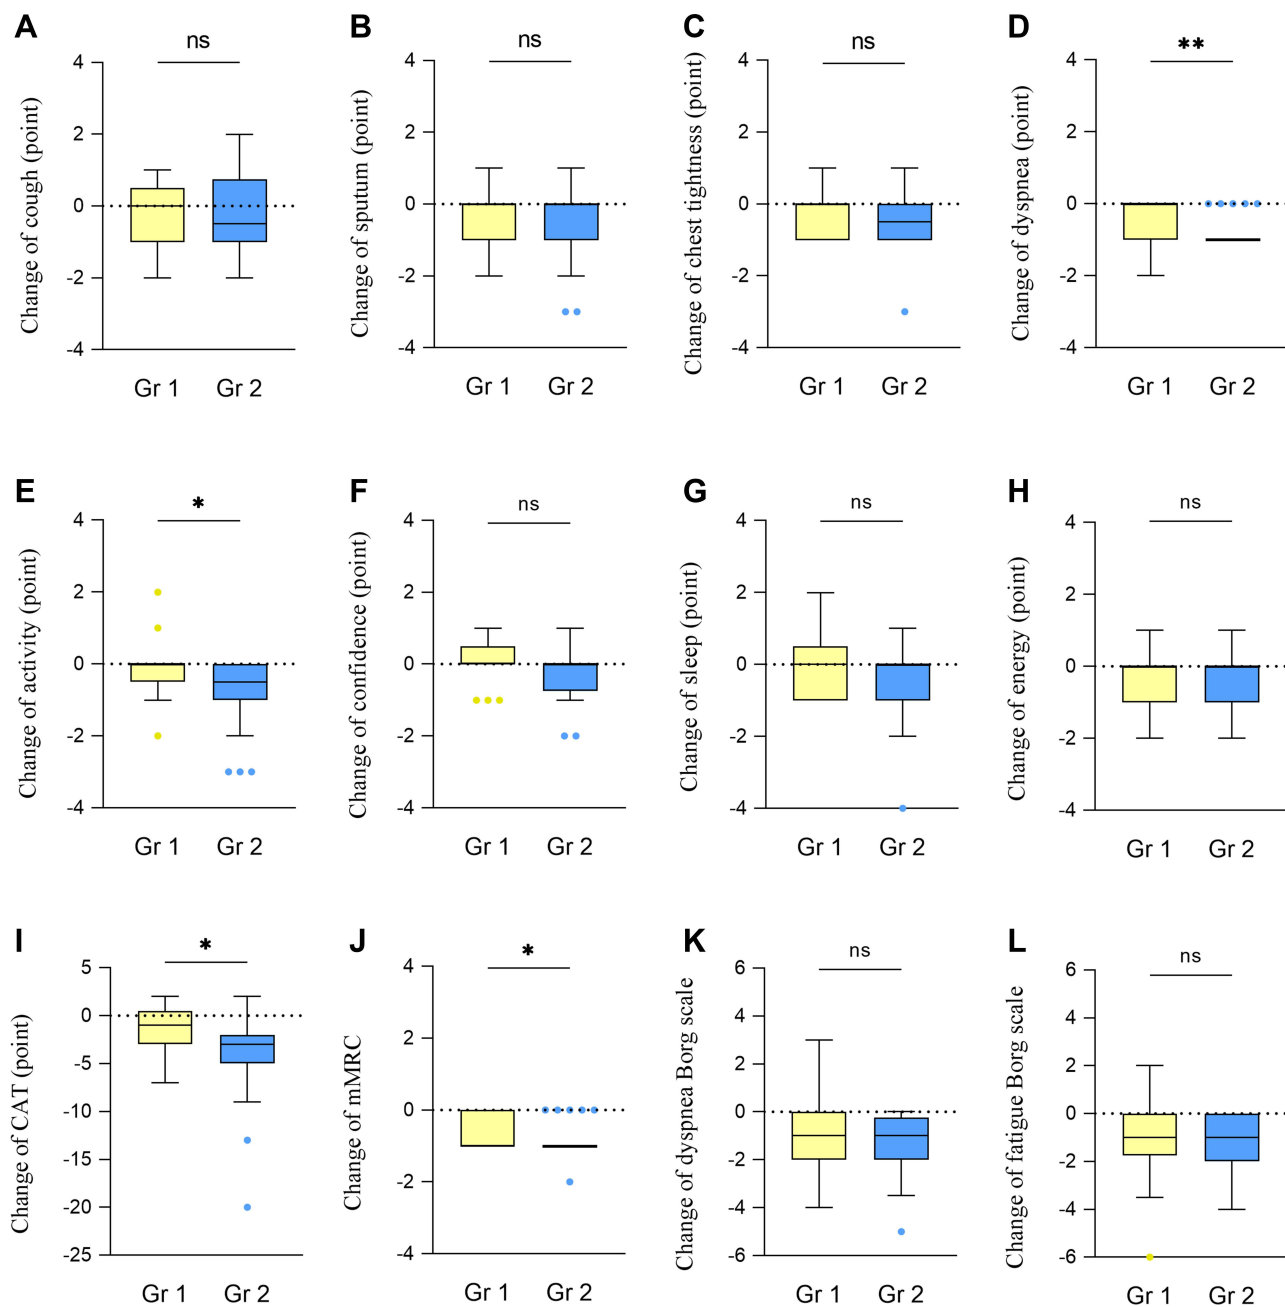 A
ns
Change of cough (point)
4
2
0
-2
-4
Gr 1 Gr 2
B
ns
Change of sputum (point)
4
2
0
-2
-4
Gr 1 Gr 2
C
ns
Change of chest tightness (point)
4
2
0
-2
-4
Gr 1 Gr 2
D
**
Change of dyspnea (point)
4
2
0
-2
-4
Gr 1 Gr 2
E
*
Change of activity (point)
4
2
0
-2
-4
Gr 1 Gr 2
F
ns
Change of confidence (point)
4
2
0
-2
-4
Gr 1 Gr 2
G
ns
Change of sleep (point)
4
2
0
-2
-4
Gr 1 Gr 2
H
ns
Change of energy (point)
4
2
0
-2
-4
Gr 1 Gr 2
I
*
Change of CAT (point)
5
0
-5
-10
-15
-20
-25
Gr 1 Gr 2
J
*
Change of mMRC
4
2
0
-2
-4
Gr 1 Gr 2
K
ns
Change of dyspnea Borg scale
6
4
2
0
-2
-4
-6
Gr 1 Gr 2
L
ns
Change of fatigue Borg scale
6
4
2
0
-2
-4
-6
Gr 1 Gr 2